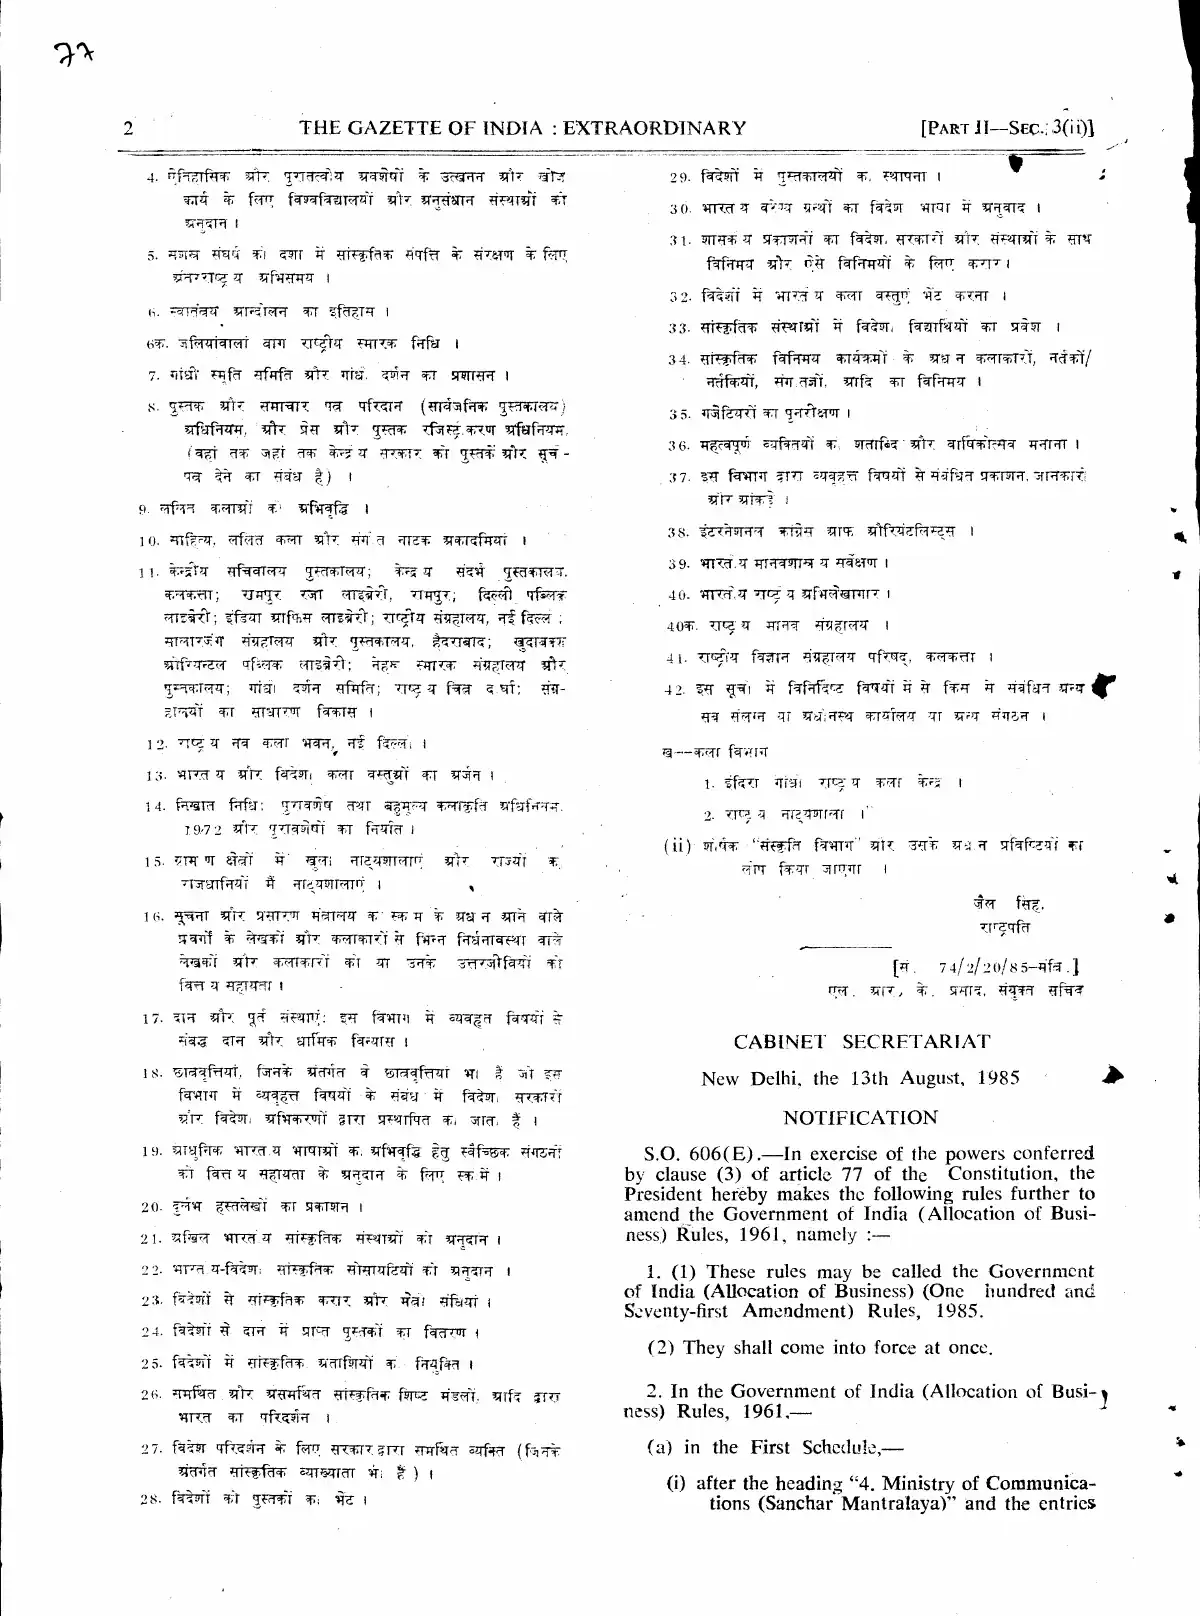 77
2 THE GAZETTE OF INDIA : EXTRAORDINARY [PART II—SEC. 3(ii)]
4. ऐतिहासिक और पुरातत्वीय अवशेषों के उत्खनन और खोज
कार्य के लिए विश्वविद्यालयों और अनुसंधान संस्थाओं को
अनुदान ।
5. सशस्त्र संघर्ष की दशा में सांस्कृतिक संपत्ति के संरक्षण के लिए
अंतरराष्ट्रीय अभिसमय ।
6. स्वातंत्रय आन्दोलन का इतिहास ।
6क. जलियांवालां बाग राष्ट्रीय स्मारक निधि ।
7. गांधी स्मृति समिति और गांधी दर्शन का प्रशासन ।
8. पुस्तक और समाचार पत्र परिदान (सार्वजनिक पुस्तकालय)
अधिनियम, और प्रेस और पुस्तक रजिस्ट्रीकरण अधिनियम,
(वहां तक जहां तक केन्द्रीय सरकार को पुस्तकें और सूची-
पत्र देने का संबंध है) ।
9. ललित कलाओं की अभिवृद्धि ।
10. साहित्य, ललित कला और संगीत नाटक अकादमियां ।
11. केन्द्रीय सचिवालय पुस्तकालय; केन्द्रीय संदर्भ पुस्तकालय,
कलकत्ता; रामपुर रजा लाइब्रेरी, रामपुर; दिल्ली पब्लिक
लाइब्रेरी; इंडिया आफिस लाइब्रेरी; राष्ट्रीय संग्रहालय, नई दिल्ली;
सालारजंग संग्रहालय और पुस्तकालय, हैदराबाद; खुदाबक्श
ओरियन्टल पब्लिक लाइब्रेरी; नेहरू स्मारक संग्रहालय और
पुस्तकालय; गांधी दर्शन समिति; राष्ट्रीय चित्र दीर्घा; संग्र-
हालयों का साधारण विकास ।
12. राष्ट्रीय नव कला भवन, नई दिल्ली ।
13. भारतीय और विदेशी कला वस्तुओं का अर्जन ।
14. निखात निधि; पुरावशेष तथा बहुमूल्य कलाकृति अधिनियम,
1972 और पुरावशेषों का निर्यात ।
15. ग्रामीण क्षेत्रों में खुली नाट्यशालाएं और राज्यों की
राजधानियों में नाट्यशालाएं ।
16. सूचना और प्रसारण मंत्रालय की स्कीम के अधीन आने वाले
प्रवर्गों के लेखकों और कलाकारों से भिन्न निर्धनावस्था वाले
लेखकों और कलाकारों को या उनके उत्तरजीवियों को
वित्तीय सहायता ।
17. दान और पूर्त संस्थाएं; इस विभाग में व्यवहृत विषयों से
संबद्ध दान और धार्मिक विन्यास ।
18. छात्रवृत्तियां, जिनके अंतर्गत वे छात्रवृत्तियां भी हैं जो इस
विभाग में व्यवहृत विषयों के संबंध में विदेशी सरकारों
और विदेशी अभिकरणों द्वारा प्रस्थापित की जाती हैं ।
19. आधुनिक भारतीय भाषाओं की अभिवृद्धि हेतु स्वैच्छिक संगठनों
को वित्तीय सहायता के अनुदान के लिए स्कीमें ।
20. दुर्लभ हस्तलेखों का प्रकाशन ।
21. अखिल भारतीय सांस्कृतिक संस्थाओं को अनुदान ।
22. भारतीय-विदेशी सांस्कृतिक सोसायटियों को अनुदान ।
23. विदेशों से सांस्कृतिक करार और मैत्री संधियां ।
24. विदेशों से दान में प्राप्त पुस्तकों का वितरण ।
25. विदेशों में सांस्कृतिक अताशियों की नियुक्ति ।
26. समर्थित और असमर्थित सांस्कृतिक शिष्ट मंडलों, आदि द्वारा
भारत का परिदर्शन ।
27. विदेश परिदर्शन के लिए सरकार द्वारा समर्थित व्यक्ति (जिनके
अंतर्गत सांस्कृतिक व्याख्याता भी हैं) ।
28. विदेशों को पुस्तकों की भेंट ।
29. विदेशों में पुस्तकालयों की स्थापना ।
30. भारतीय वरेण्य ग्रन्थों का विदेशी भाषा में अनुवाद ।
31. शासकीय प्रकाशनों का विदेशी सरकारों और संस्थाओं के साथ
विनिमय और ऐसे विनिमयों के लिए करार ।
32. विदेशों में भारतीय कला वस्तुएं भेंट करना ।
33. सांस्कृतिक संस्थाओं में विदेशी विद्यार्थियों का प्रवेश ।
34. सांस्कृतिक विनिमय कार्यक्रमों के अधीन कलाकारों, नर्तकों/
नर्तकियों, संगीतज्ञों, आदि का विनिमय ।
35. गजेटियरों का पुनरीक्षण ।
36. महत्वपूर्ण व्यक्तियों की शताब्दि और वार्षिकोत्सव मनाना ।
37. इस विभाग द्वारा व्यवहृत विषयों से संबंधित प्रकाशन, जानकारी
और आंकड़े ।
38. इंटरनेशनल कांग्रेस आफ ओरियंटलिस्ट्स ।
39. भारतीय मानवशास्त्रीय सर्वेक्षण ।
40. भारतीय राष्ट्रीय अभिलेखागार ।
40क. राष्ट्रीय मानव संग्रहालय ।
41. राष्ट्रीय विज्ञान संग्रहालय परिषद्, कलकत्ता ।
42. इस सूची में विनिर्दिष्ट विषयों में से किसी से संबंधित अन्य
सब संलग्न या अधीनस्थ कार्यालय या अन्य संगठन ।
ख—कला विभाग
1. इंदिरा गांधी राष्ट्रीय कला केन्द्र ।
2. राष्ट्रीय नाट्यशाला ।
(ii) शीर्षक "संस्कृति विभाग" और उसके अधीन प्रविष्टियों का
लोप किया जाएगा ।
जैल सिंह,
राष्ट्रपति
[सं. 74/2/20/85-मंत्रि.]
एल. आर. के. प्रसाद, संयुक्त सचिव
CABINET SECRETARIAT
New Delhi, the 13th August, 1985
NOTIFICATION
S.O. 606(E).—In exercise of the powers conferred
by clause (3) of article 77 of the Constitution, the
President hereby makes the following rules further to
amend the Government of India (Allocation of Busi-
ness) Rules, 1961, namely :—
1. (1) These rules may be called the Government
of India (Allocation of Business) (One hundred and
Seventy-first Amendment) Rules, 1985.
(2) They shall come into force at once.
2. In the Government of India (Allocation of Busi-
ness) Rules, 1961,—
(a) in the First Schedule,—
(i) after the heading "4. Ministry of Communica-
tions (Sanchar Mantralaya)" and the entries